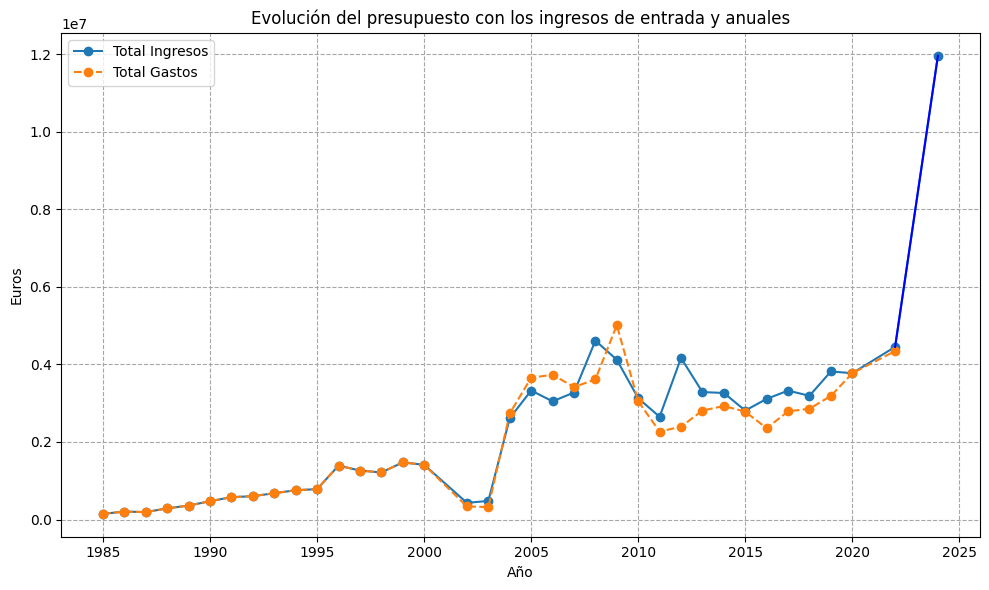 Evolución del presupuesto con los ingresos de entrada y anuales
1e7
Total Ingresos
Total Gastos
1.2
1.0
0.8
0.6
0.4
0.2
0.0
Euros
1985 1990 1995 2000 2005 2010 2015 2020 2025
Año